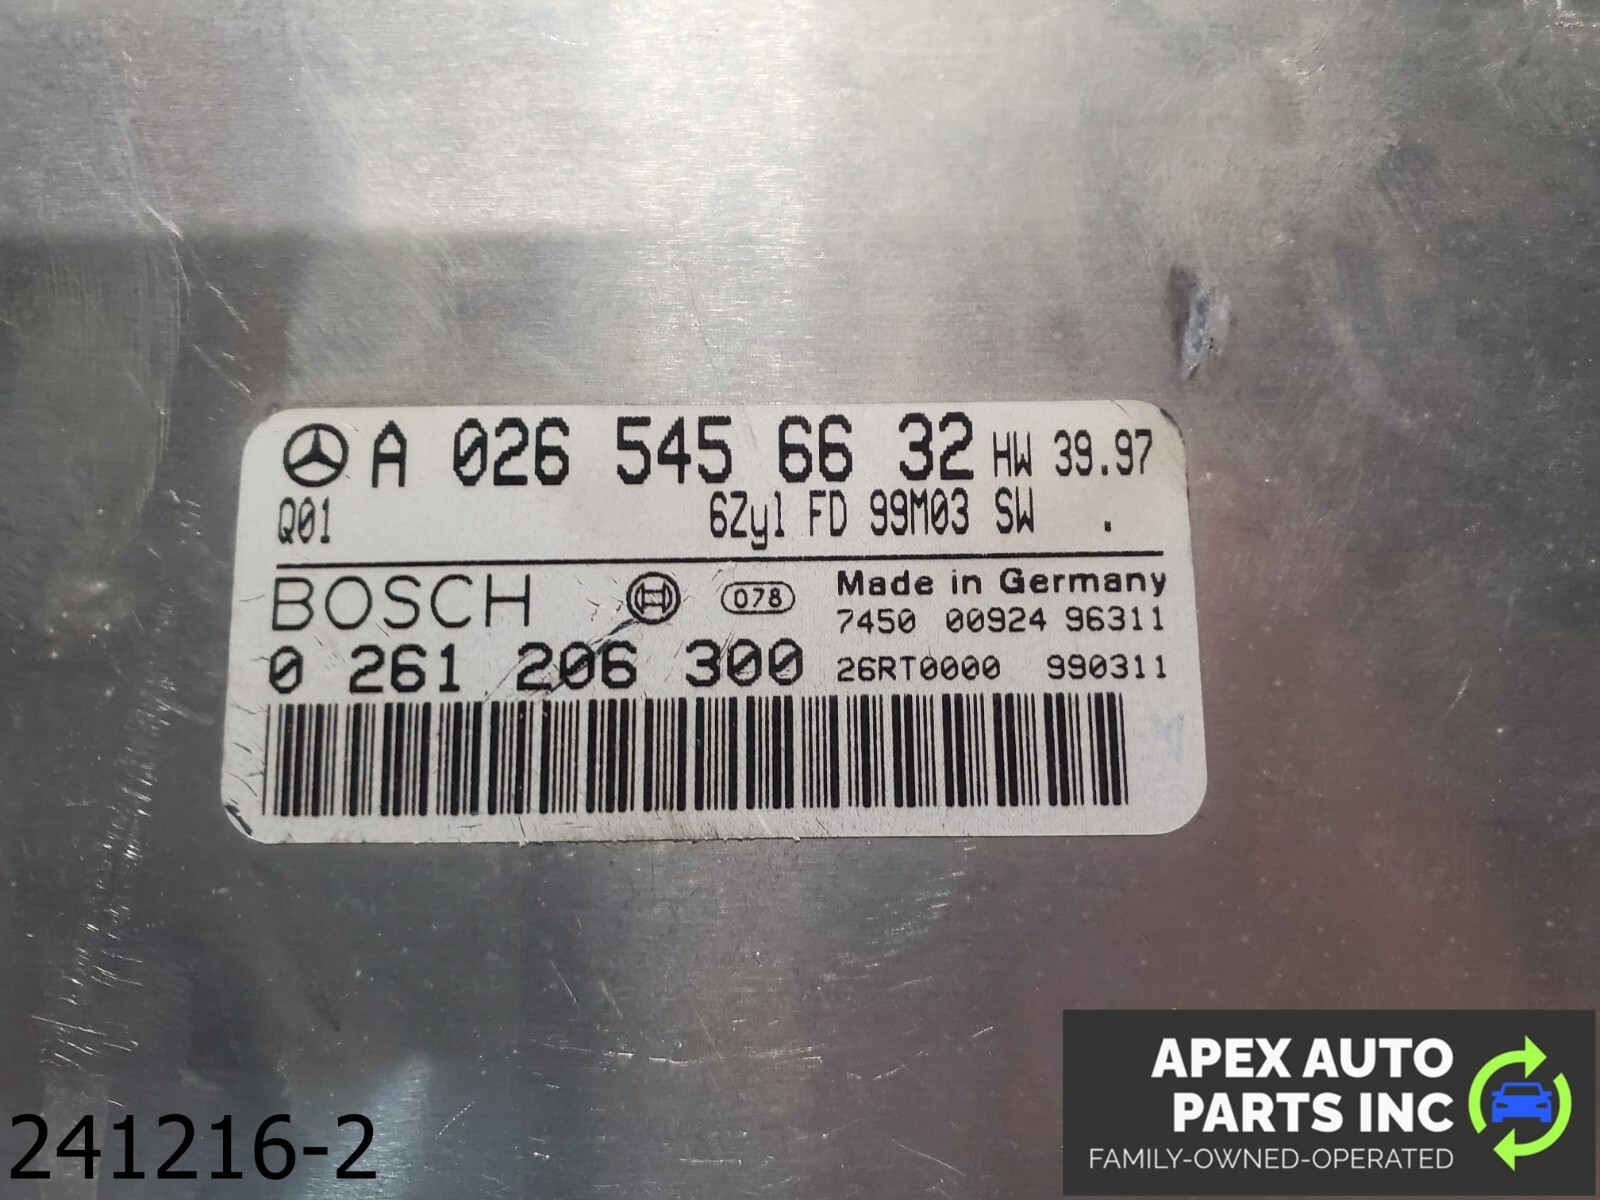 A 026 545 66 32 HW 39.97
Q01 6Zyl FD 99M03 SW .
BOSCH 078 Made in Germany
7450 00924 96311
0 261 206 300 26RT0000 990311
APEX AUTO
PARTS INC
FAMILY-OWNED-OPERATED
241216-2